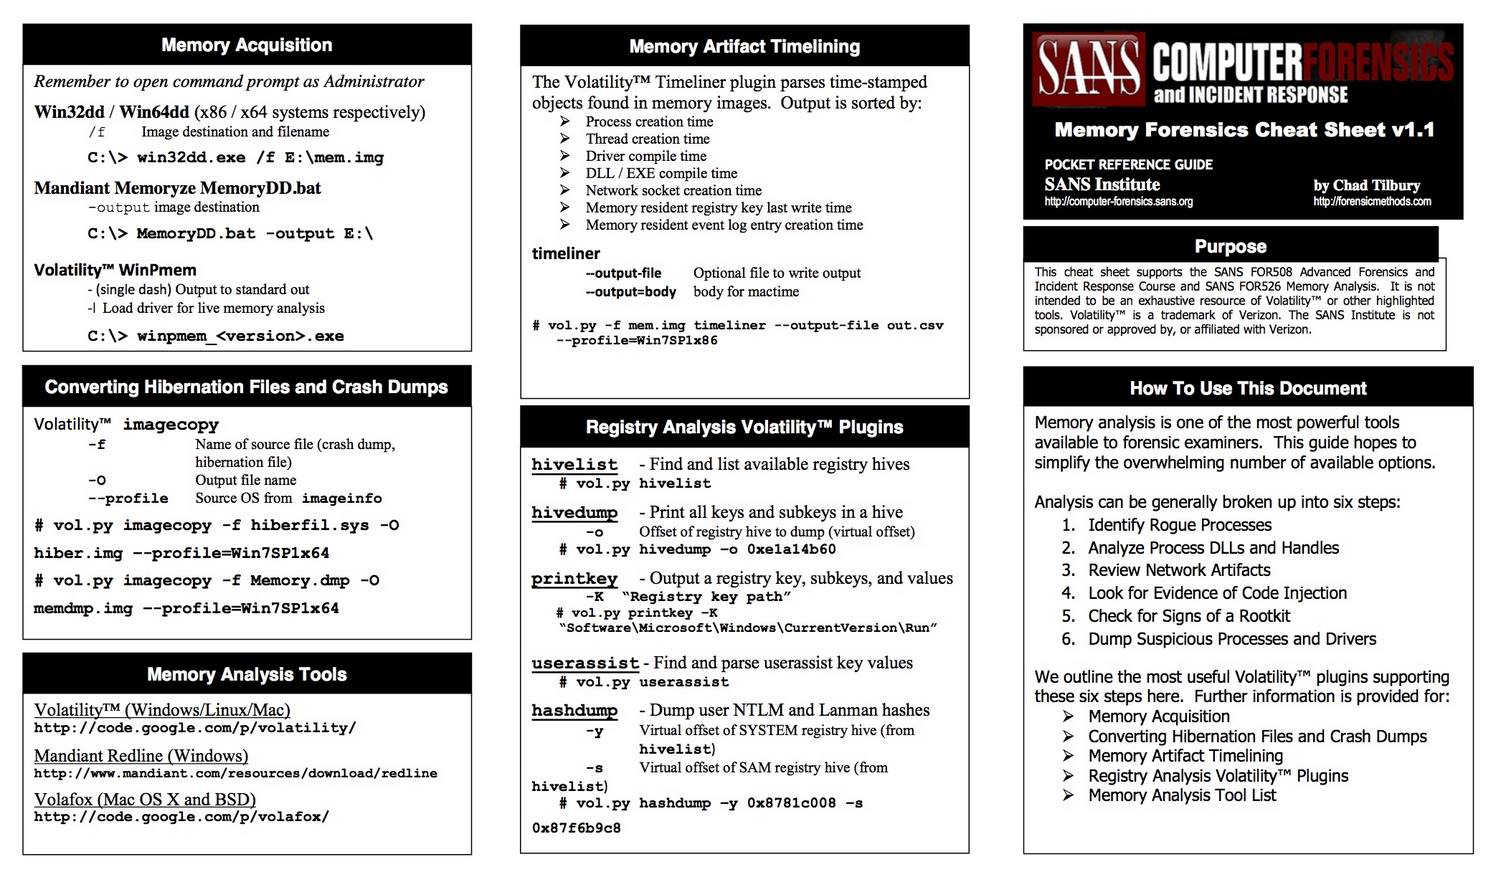 Memory Acquisition
Remember to open command prompt as Administrator
Win32dd / Win64dd (x86 / x64 systems respectively)
/f Image destination and filename
C:\> win32dd.exe /f E:\mem.img
Mandiant Memoryze MemoryDD.bat
-output image destination
C:\> MemoryDD.bat -output E:\
Volatility™ WinPmem
- (single dash) Output to standard out
-l Load driver for live memory analysis
C:\> winpmem_<version>.exe
Converting Hibernation Files and Crash Dumps
Volatility™ imagecopy
-f Name of source file (crash dump,
hibernation file)
-O Output file name
--profile Source OS from imageinfo
# vol.py imagecopy -f hiberfil.sys -O
hiber.img --profile=Win7SP1x64
# vol.py imagecopy -f Memory.dmp -O
memdmp.img --profile=Win7SP1x64
Memory Analysis Tools
Volatility™ (Windows/Linux/Mac)
http://code.google.com/p/volatility/
Mandiant Redline (Windows)
http://www.mandiant.com/resources/download/redline
Volafox (Mac OS X and BSD)
http://code.google.com/p/volafox/
Memory Artifact Timelining
The Volatility™ Timeliner plugin parses time-stamped
objects found in memory images. Output is sorted by:
➢ Process creation time
➢ Thread creation time
➢ Driver compile time
➢ DLL / EXE compile time
➢ Network socket creation time
➢ Memory resident registry key last write time
➢ Memory resident event log entry creation time
timeliner
--output-file Optional file to write output
--output=body body for mactime
# vol.py -f mem.img timeliner --output-file out.csv
--profile=Win7SP1x86
Registry Analysis Volatility™ Plugins
hivelist - Find and list available registry hives
# vol.py hivelist
hivedump - Print all keys and subkeys in a hive
-o Offset of registry hive to dump (virtual offset)
# vol.py hivedump –o 0xe1a14b60
printkey - Output a registry key, subkeys, and values
-K “Registry key path”
# vol.py printkey –K
“Software\Microsoft\Windows\CurrentVersion\Run”
userassist - Find and parse userassist key values
# vol.py userassist
hashdump - Dump user NTLM and Lanman hashes
-y Virtual offset of SYSTEM registry hive (from
hivelist)
-s Virtual offset of SAM registry hive (from
hivelist)
# vol.py hashdump –y 0x8781c008 –s
0x87f6b9c8
SANS COMPUTER FORENSICS
and INCIDENT RESPONSE
Memory Forensics Cheat Sheet v1.1
POCKET REFERENCE GUIDE
SANS Institute by Chad Tilbury
http://computer-forensics.sans.org http://forensicmethods.com
Purpose
This cheat sheet supports the SANS FOR508 Advanced Forensics and
Incident Response Course and SANS FOR526 Memory Analysis. It is not
intended to be an exhaustive resource of Volatility™ or other highlighted
tools. Volatility™ is a trademark of Verizon. The SANS Institute is not
sponsored or approved by, or affiliated with Verizon.
How To Use This Document
Memory analysis is one of the most powerful tools
available to forensic examiners. This guide hopes to
simplify the overwhelming number of available options.
Analysis can be generally broken up into six steps:
1. Identify Rogue Processes
2. Analyze Process DLLs and Handles
3. Review Network Artifacts
4. Look for Evidence of Code Injection
5. Check for Signs of a Rootkit
6. Dump Suspicious Processes and Drivers
We outline the most useful Volatility™ plugins supporting
these six steps here. Further information is provided for:
➢ Memory Acquisition
➢ Converting Hibernation Files and Crash Dumps
➢ Memory Artifact Timelining
➢ Registry Analysis Volatility™ Plugins
➢ Memory Analysis Tool List